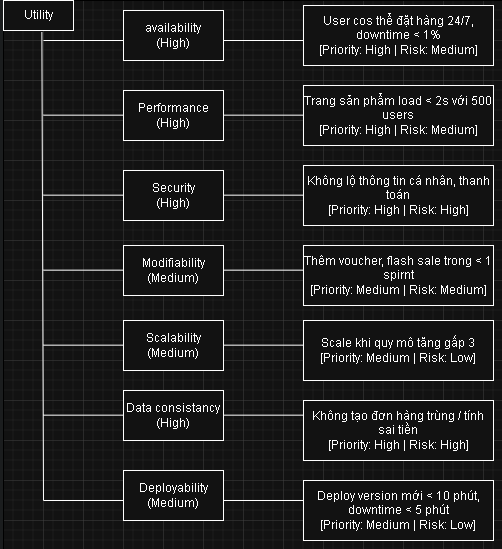 Utility
availability
(High)
User cos thể đặt hàng 24/7,
downtime < 1%
[Priority: High | Risk: Medium]
Performance
(High)
Trang sản phẩm load < 2s với 500
users
[Priority: High | Risk: Medium]
Security
(High)
Không lộ thông tin cá nhân, thanh
toán
[Priority: High | Risk: High]
Modifiability
(Medium)
Thêm voucher, flash sale trong < 1
spirnt
[Priority: Medium | Risk: Medium]
Scalability
(Medium)
Scale khi quy mô tăng gấp 3
[Priority: Medium | Risk: Low]
Data consistancy
(High)
Không tạo đơn hàng trùng / tính
sai tiền
[Priority: High | Risk: High]
Deployability
(Medium)
Deploy version mới < 10 phút,
downtime < 5 phút
[Priority: Medium | Risk: Low]